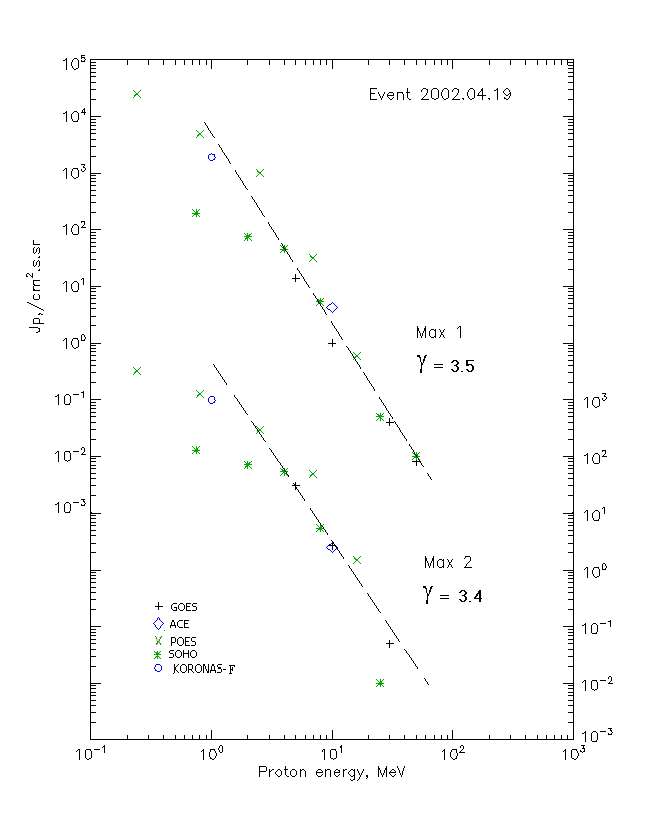 Event 2002.04.19
10⁵
10⁴
10³
10²
10¹
10⁰
10⁻¹
10⁻²
10⁻³
Jp,/cm².s.sr
Max 1
γ = 3.5
Max 2
γ = 3.4
10³
10²
10¹
10⁰
10⁻¹
10⁻²
10⁻³
GOES
ACE
POES
SOHO
KORONAS-F
10⁻¹ 10⁰ 10¹ 10² 10³
Proton energy, MeV